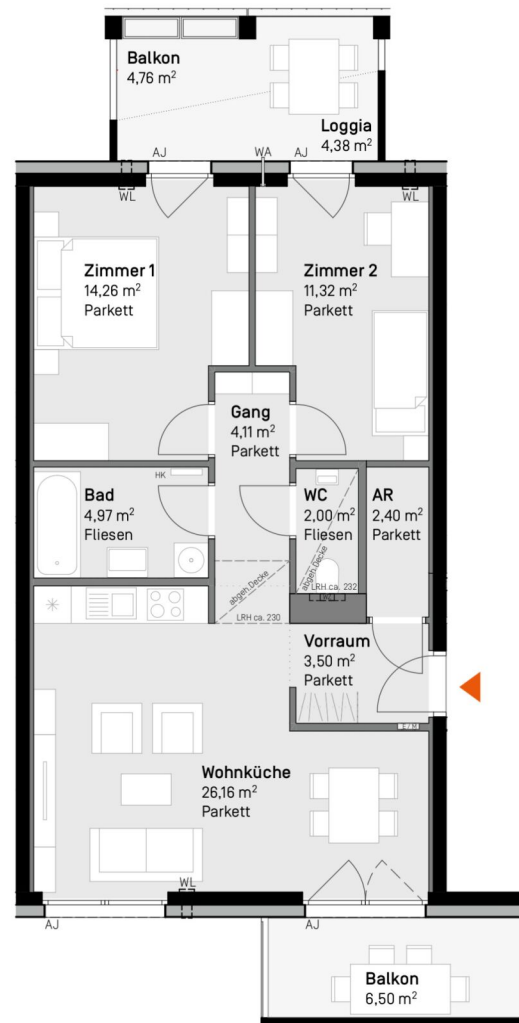 Balkon
4,76 m²
Loggia
4,38 m²
AJ
WA
AJ
WL
WL
Zimmer 1
14,26 m²
Parkett
Zimmer 2
11,32 m²
Parkett
Gang
4,11 m²
Parkett
HK
Bad
4,97 m²
Fliesen
WC
2,00 m²
Fliesen
AR
2,40 m²
Parkett
abgeh. Decke
abgeh. Decke
LRH ca. 232
LRH ca. 230
Vorraum
3,50 m²
Parkett
Wohnküche
26,16 m²
Parkett
WL
AJ
AJ
Balkon
6,50 m²